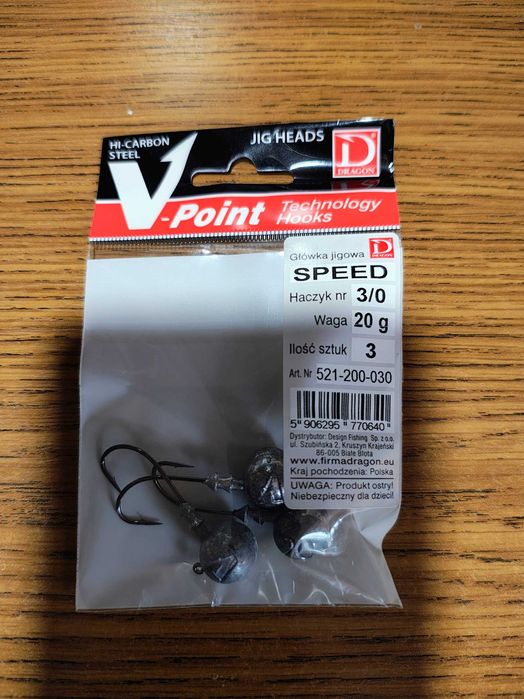 HI-CARBON
STEEL
JIG HEADS
D
DRAGON
V-Point
Technology
Hooks
Główka jigowa
D
DRAGON
SPEED
Haczyk nr 3/0
Waga 20 g
Ilość sztuk 3
Art. Nr 521-200-030
5 906295 770640
Dystrybutor: Design Fishing Sp. z o.o.
ul. Szubińska 2, Kruszyn Krajeński
86-005 Białe Błota
www.firmadragon.eu
Kraj pochodzenia: Polska
UWAGA: Produkt ostry!
Niebezpieczny dla dzieci!